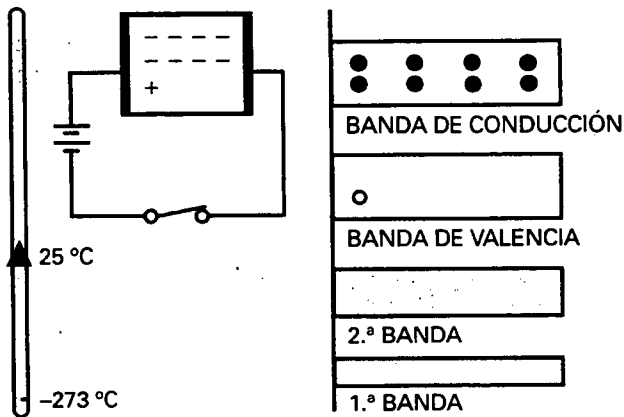 – – – –
– – – –
+
BANDA DE CONDUCCIÓN
BANDA DE VALENCIA
25 °C
2.ª BANDA
–273 °C
1.ª BANDA